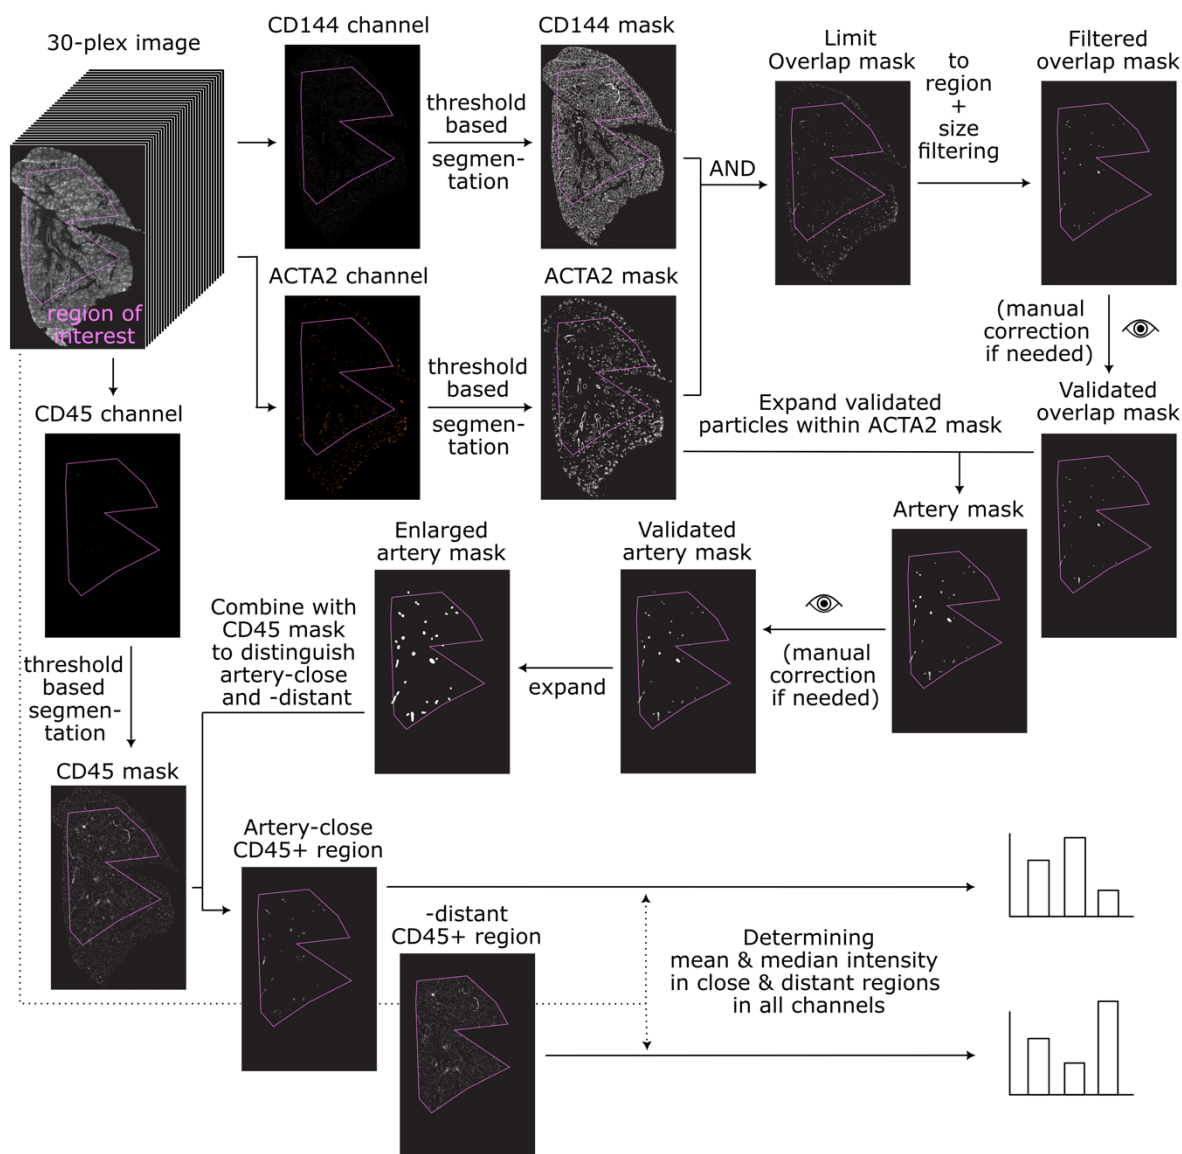 30-plex image
region of
interest
CD144 channel
threshold
based
segmen-
tation
CD144 mask
ACTA2 channel
threshold
based
segmen-
tation
ACTA2 mask
AND
Limit
Overlap mask
to
region
+
size
filtering
Filtered
overlap mask
(manual
correction
if needed)
Validated
overlap mask
Expand validated
particles within ACTA2 mask
Artery mask
(manual
correction
if needed)
Validated
artery mask
expand
Enlarged
artery mask
Combine with
CD45 mask
to distinguish
artery-close
and -distant
CD45 channel
threshold
based
segmen-
tation
CD45 mask
Artery-close
CD45+ region
-distant
CD45+ region
Determining
mean & median intensity
in close & distant regions
in all channels